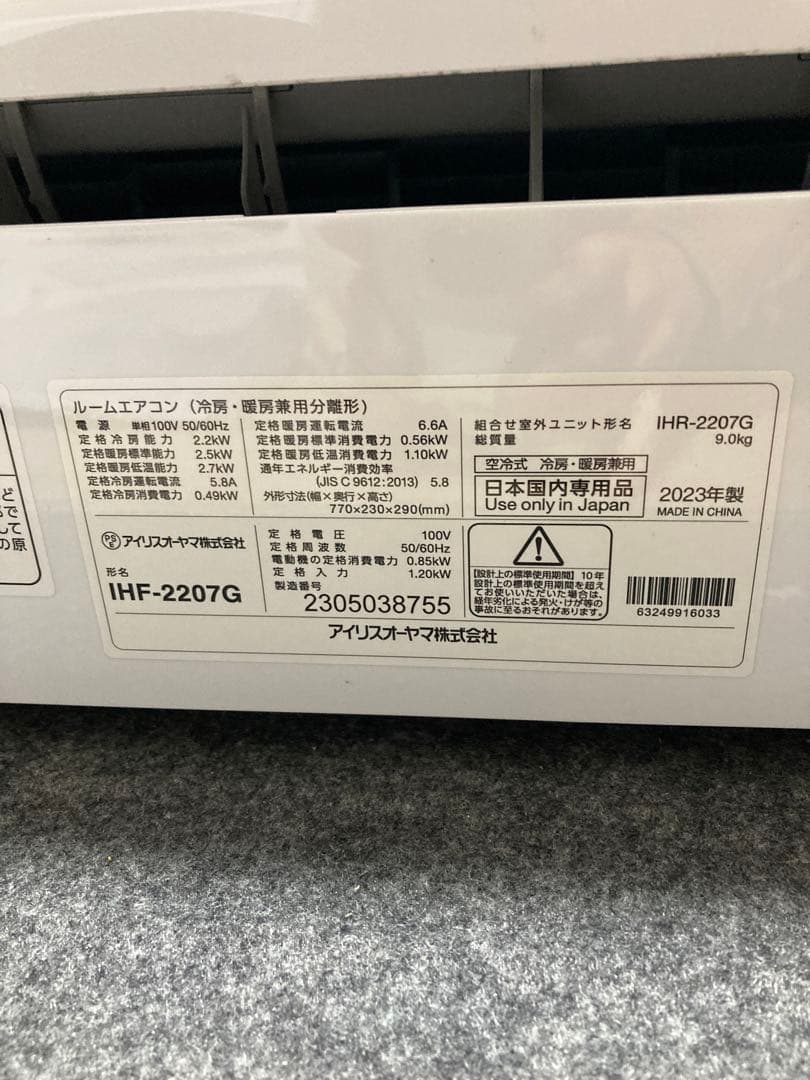 ルームエアコン（冷房・暖房兼用分離形）
電源 単相100V 50/60Hz
定格冷房能力 2.2kW
定格暖房標準能力 2.5kW
定格暖房低温能力 2.7kW
定格冷房運転電流 5.8A
定格冷房消費電力 0.49kW
定格暖房運転電流 6.6A
定格暖房標準消費電力 0.56kW
定格暖房低温消費電力 1.10kW
通年エネルギー消費効率
(JIS C 9612:2013) 5.8
外形寸法(幅×奥行×高さ)
770×230×290(mm)
組合せ室外ユニット形名 IHR-2207G
総質量 9.0kg
空冷式 冷房・暖房兼用
日本国内専用品
Use only in Japan
2023年製
MADE IN CHINA
PSE アイリスオーヤマ株式会社
形名
IHF-2207G
定格電圧 100V
定格周波数 50/60Hz
電動機の定格消費電力 0.85kW
定格入力 1.20kW
製造番号
2305038755
【設計上の標準使用期間】10年
設計上の標準使用期間を超え
てお使いいただいた場合は、
経年劣化による発火・けが等の
事故に至るおそれがあります。
63249916033
アイリスオーヤマ株式会社
ど
で
して
の原